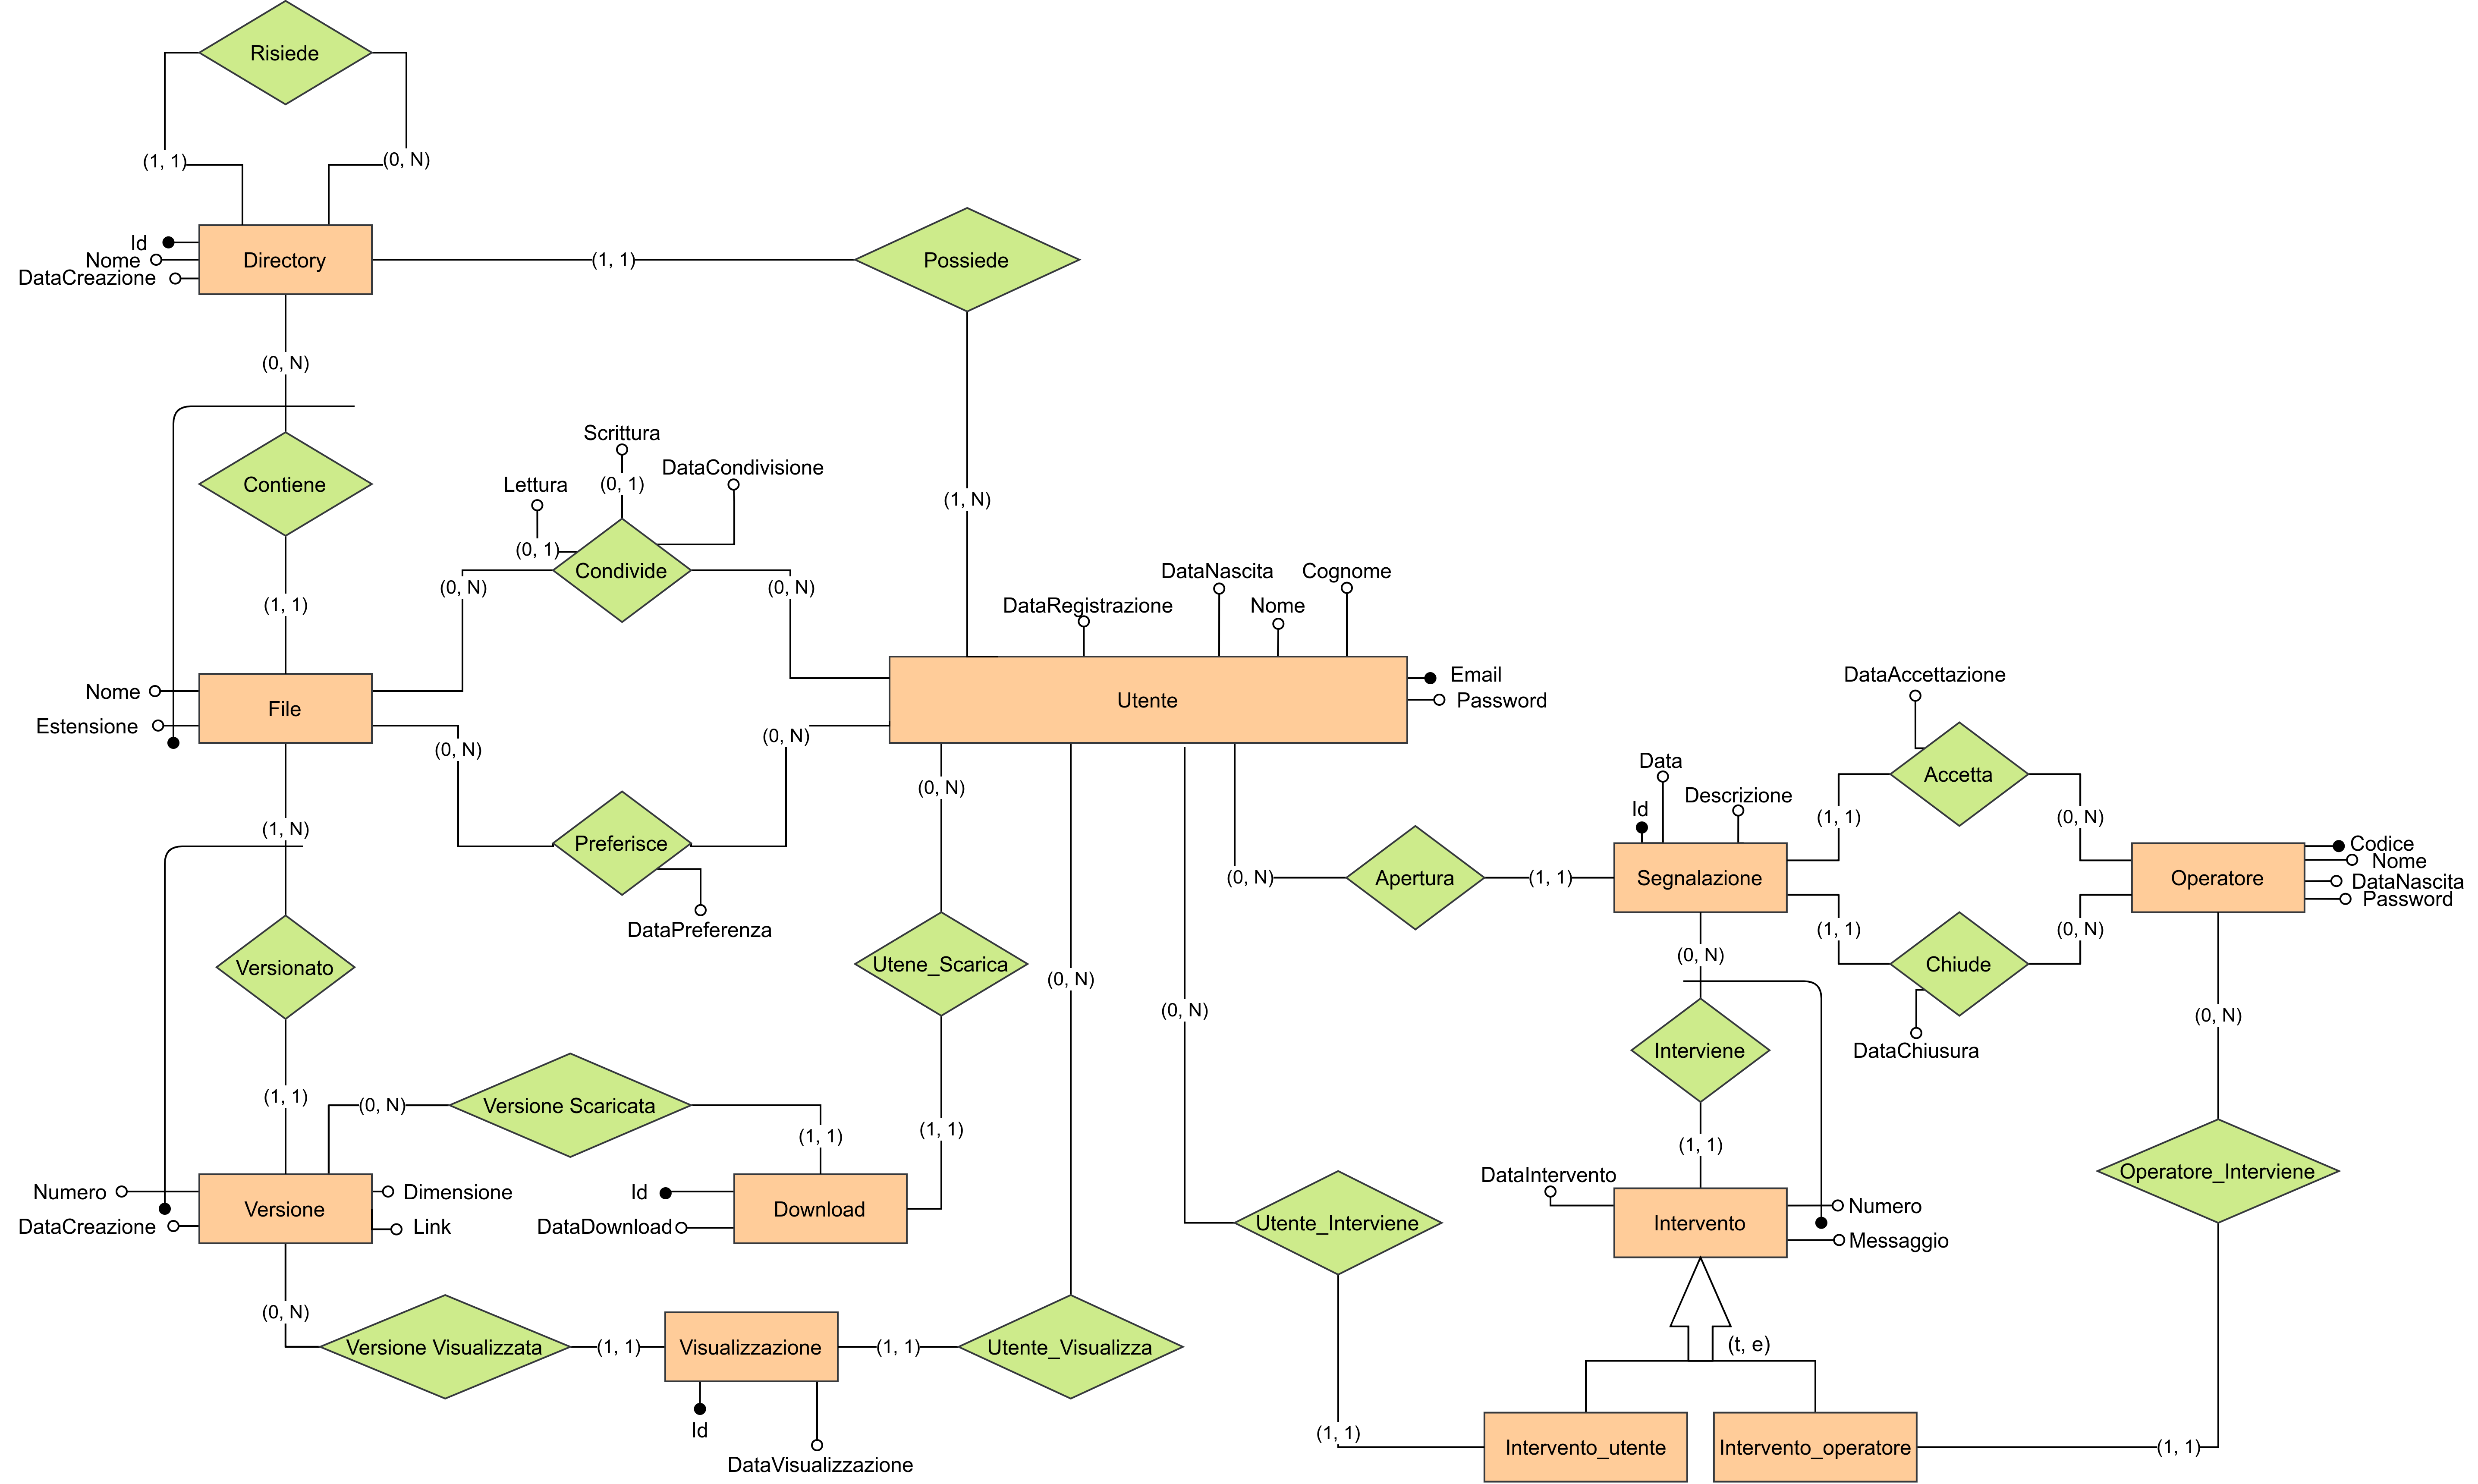 Risiede
(1, 1)
(0, N)
Id
Nome
DataCreazione
Directory
(1, 1)
Possiede
(0, N)
(1, N)
Contiene
(1, 1)
Scrittura
(0, 1)
DataCondivisione
Lettura
(0, 1)
Condivide
(0, N)
(0, N)
DataRegistrazione
DataNascita
Nome
Cognome
Utente
Email
Password
Nome
Estensione
File
(0, N)
(0, N)
Preferisce
DataPreferenza
(1, N)
Versionato
(1, 1)
(0, N)
Utene_Scarica
(1, 1)
(0, N)
(0, N)
(0, N)
Apertura
(1, 1)
Data
Id
Descrizione
Segnalazione
DataAccettazione
Accetta
(1, 1)
(0, N)
(1, 1)
(0, N)
Chiude
DataChiusura
Operatore
Codice
Nome
DataNascita
Password
(0, N)
Interviene
(1, 1)
(0, N)
Operatore_Interviene
(0, N)
Versione Scaricata
(1, 1)
Numero
DataCreazione
Versione
Dimensione
Link
Id
DataDownload
Download
Utente_Interviene
DataIntervento
Intervento
Numero
Messaggio
(0, N)
Versione Visualizzata
(1, 1)
Visualizzazione
(1, 1)
Utente_Visualizza
Id
DataVisualizzazione
(t, e)
(1, 1)
Intervento_utente
Intervento_operatore
(1, 1)